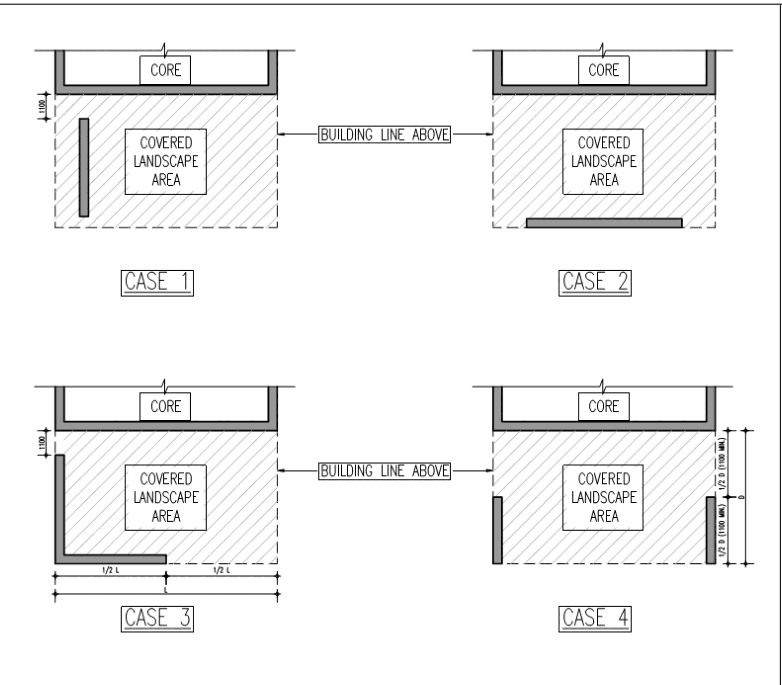 CORE
CORE
1100
COVERED
LANDSCAPE
AREA
BUILDING LINE ABOVE
COVERED
LANDSCAPE
AREA
CASE 1
CASE 2
CORE
CORE
1100
COVERED
LANDSCAPE
AREA
BUILDING LINE ABOVE
COVERED
LANDSCAPE
AREA
1/2 D (1100 MIN.)
1/2 D (1100 MIN.)
D
1/2 L
1/2 L
L
CASE 3
CASE 4